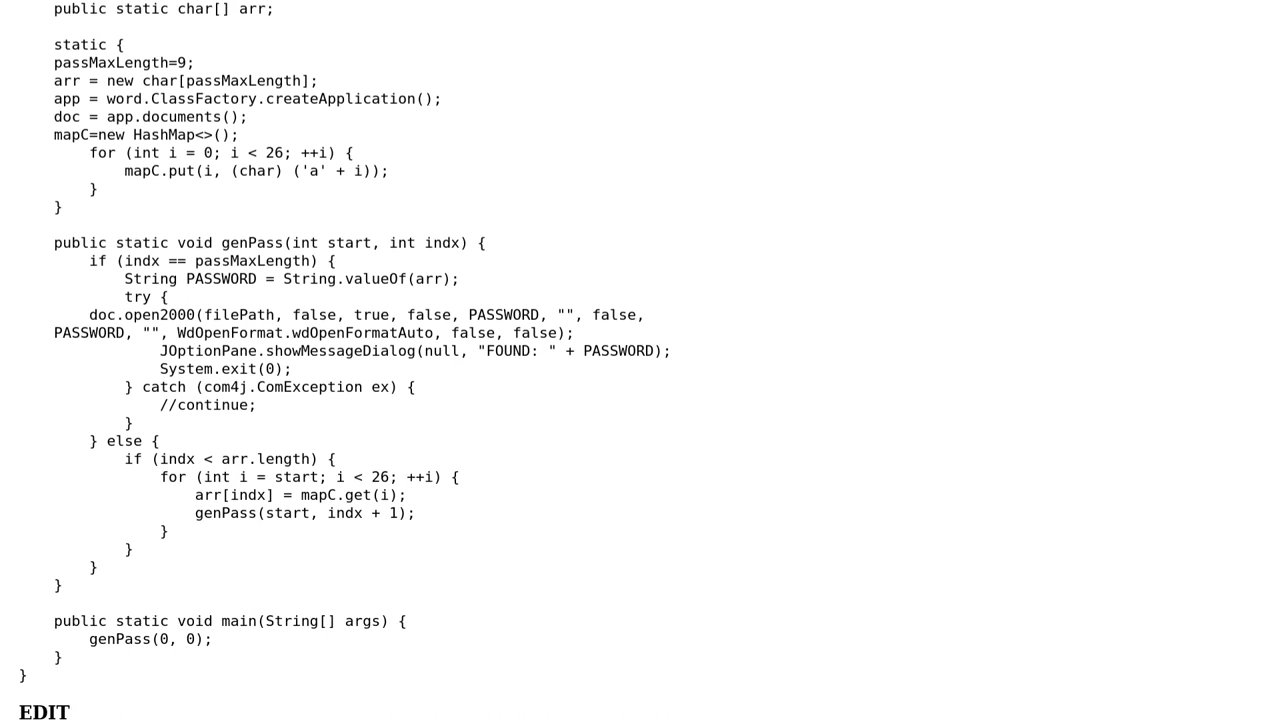 public static char[] arr;

    static {
    passMaxLength=9;
    arr = new char[passMaxLength];
    app = word.ClassFactory.createApplication();
    doc = app.documents();
    mapC=new HashMap<>();
        for (int i = 0; i < 26; ++i) {
            mapC.put(i, (char) ('a' + i));
        }
    }

    public static void genPass(int start, int indx) {
        if (indx == passMaxLength) {
            String PASSWORD = String.valueOf(arr);
            try {
        doc.open2000(filePath, false, true, false, PASSWORD, "", false,
    PASSWORD, "", WdOpenFormat.wdOpenFormatAuto, false, false);
                JOptionPane.showMessageDialog(null, "FOUND: " + PASSWORD);
                System.exit(0);
            } catch (com4j.ComException ex) {
                //continue;
            }
        } else {
            if (indx < arr.length) {
                for (int i = start; i < 26; ++i) {
                    arr[indx] = mapC.get(i);
                    genPass(start, indx + 1);
                }
            }
        }
    }

    public static void main(String[] args) {
        genPass(0, 0);
    }
}
EDIT